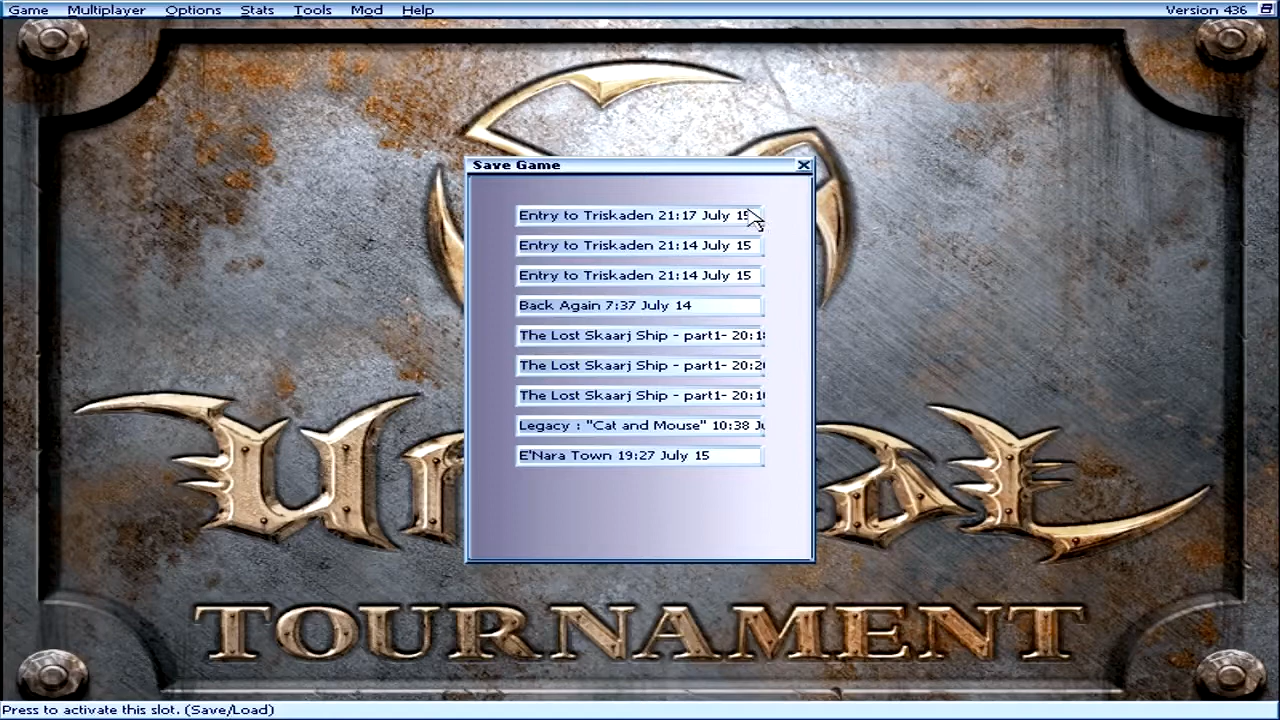 Game Multiplayer Options Stats Tools Mod Help Version 436
Save Game
Entry to Triskaden 21:17 July 15
Entry to Triskaden 21:14 July 15
Entry to Triskaden 21:14 July 15
Back Again 7:37 July 14
The Lost Skaarj Ship - part1- 20:18
The Lost Skaarj Ship - part1- 20:20
The Lost Skaarj Ship - part1-
Legacy : "Cat and Mouse" 10:38
E'Nara Town 19:27 July 15
TOURNAMENT
Press to activate this slot. (Save/Load)